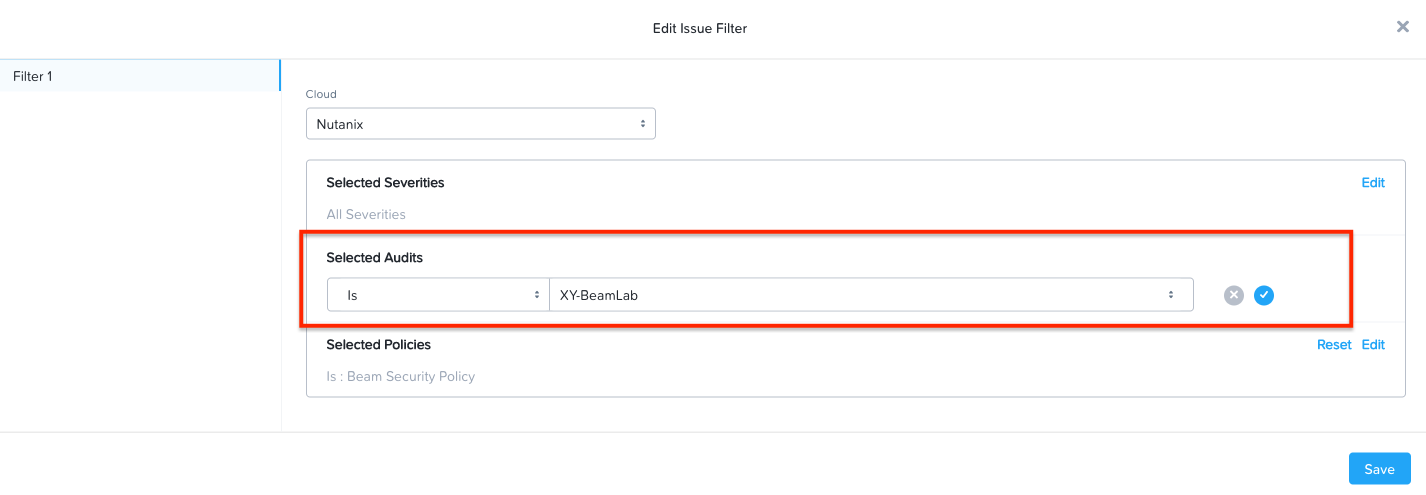 Edit Issue Filter
Filter 1
Cloud
Nutanix
Selected Severities Edit
All Severities
Selected Audits
Is XY-BeamLab
Selected Policies Reset Edit
Is : Beam Security Policy
Save